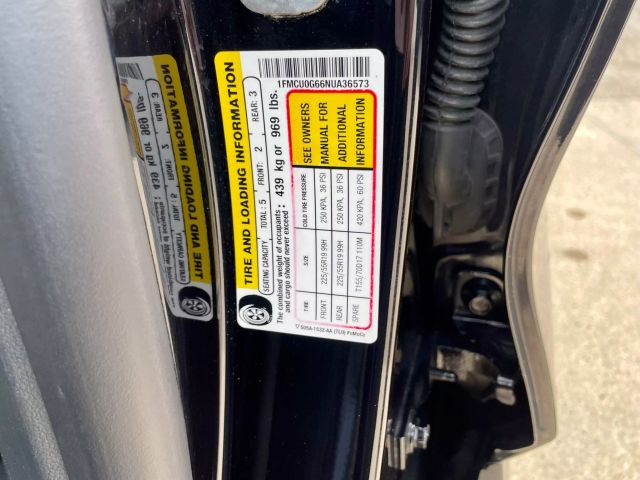 1FMCU0G66NUA36573
TIRE AND LOADING INFORMATION
SEATING CAPACITY TOTAL: 5 FRONT: 2 REAR: 3
The combined weight of occupants and cargo should never exceed : 439 kg or 969 lbs.
TIRE SIZE COLD TIRE PRESSURE
FRONT 225/55R19 99H 250 KPA, 36 PSI
REAR 225/55R19 99H 250 KPA, 36 PSI
SPARE T155/70D17 110M 420 KPA, 60 PSI
SEE OWNERS
MANUAL FOR
ADDITIONAL
INFORMATION